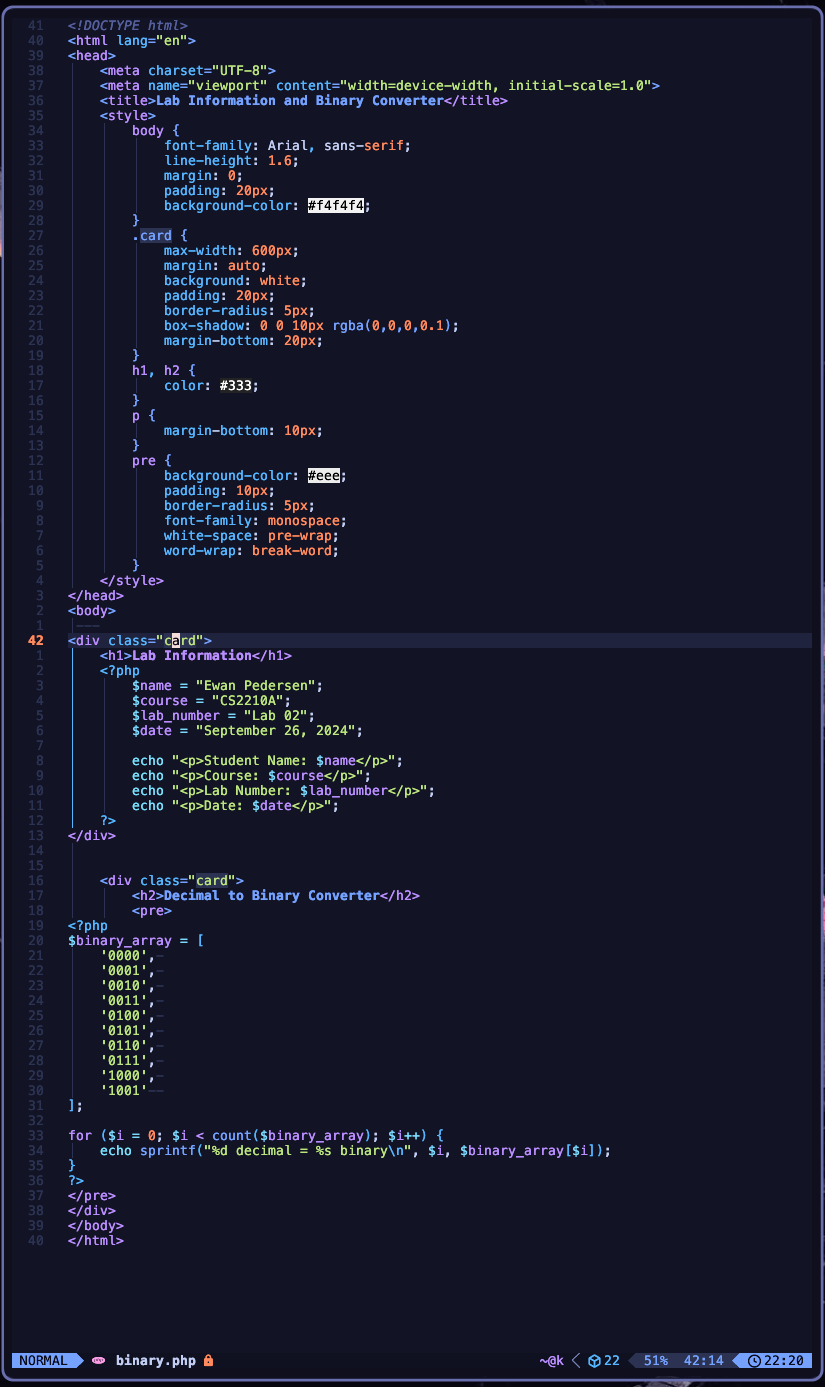 41 <!DOCTYPE html>
40 <html lang="en">
39 <head>
38     <meta charset="UTF-8">
37     <meta name="viewport" content="width=device-width, initial-scale=1.0">
36     <title>Lab Information and Binary Converter</title>
35     <style>
34         body {
33             font-family: Arial, sans-serif;
32             line-height: 1.6;
31             margin: 0;
30             padding: 20px;
29             background-color: #f4f4f4;
28         }
27         .card {
26             max-width: 600px;
25             margin: auto;
24             background: white;
23             padding: 20px;
22             border-radius: 5px;
21             box-shadow: 0 0 10px rgba(0,0,0,0.1);
20             margin-bottom: 20px;
19         }
18         h1, h2 {
17             color: #333;
16         }
15         p {
14             margin-bottom: 10px;
13         }
12         pre {
11             background-color: #eee;
10             padding: 10px;
9             border-radius: 5px;
8             font-family: monospace;
7             white-space: pre-wrap;
6             word-wrap: break-word;
5         }
4     </style>
3 </head>
2 <body>
1
42 <div class="card">
1     <h1>Lab Information</h1>
2     <?php
3         $name = "Ewan Pedersen";
4         $course = "CS2210A";
5         $lab_number = "Lab 02";
6         $date = "September 26, 2024";
7
8         echo "<p>Student Name: $name</p>";
9         echo "<p>Course: $course</p>";
10         echo "<p>Lab Number: $lab_number</p>";
11         echo "<p>Date: $date</p>";
12     ?>
13 </div>
14
15
16     <div class="card">
17         <h2>Decimal to Binary Converter</h2>
18         <pre>
19 <?php
20 $binary_array = [
21     '0000',
22     '0001',
23     '0010',
24     '0011',
25     '0100',
26     '0101',
27     '0110',
28     '0111',
29     '1000',
30     '1001'
31 ];
32
33 for ($i = 0; $i < count($binary_array); $i++) {
34     echo sprintf("%d decimal = %s binary\n", $i, $binary_array[$i]);
35 }
36 ?>
37 </pre>
38 </div>
39 </body>
40 </html>
NORMAL binary.php ~@k 22 51% 42:14 22:20